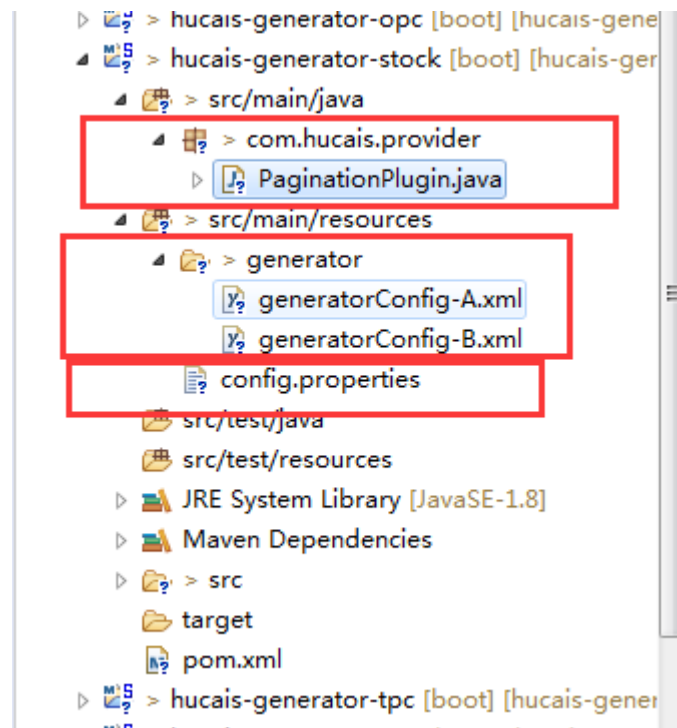 > hucais-generator-opc [boot] [hucais-gene
> hucais-generator-stock [boot] [hucais-ger
> src/main/java
> com.hucais.provider
PaginationPlugin.java
> src/main/resources
> generator
generatorConfig-A.xml
generatorConfig-B.xml
config.properties
src/test/java
src/test/resources
JRE System Library [JavaSE-1.8]
Maven Dependencies
> src
target
pom.xml
> hucais-generator-tpc [boot] [hucais-gener